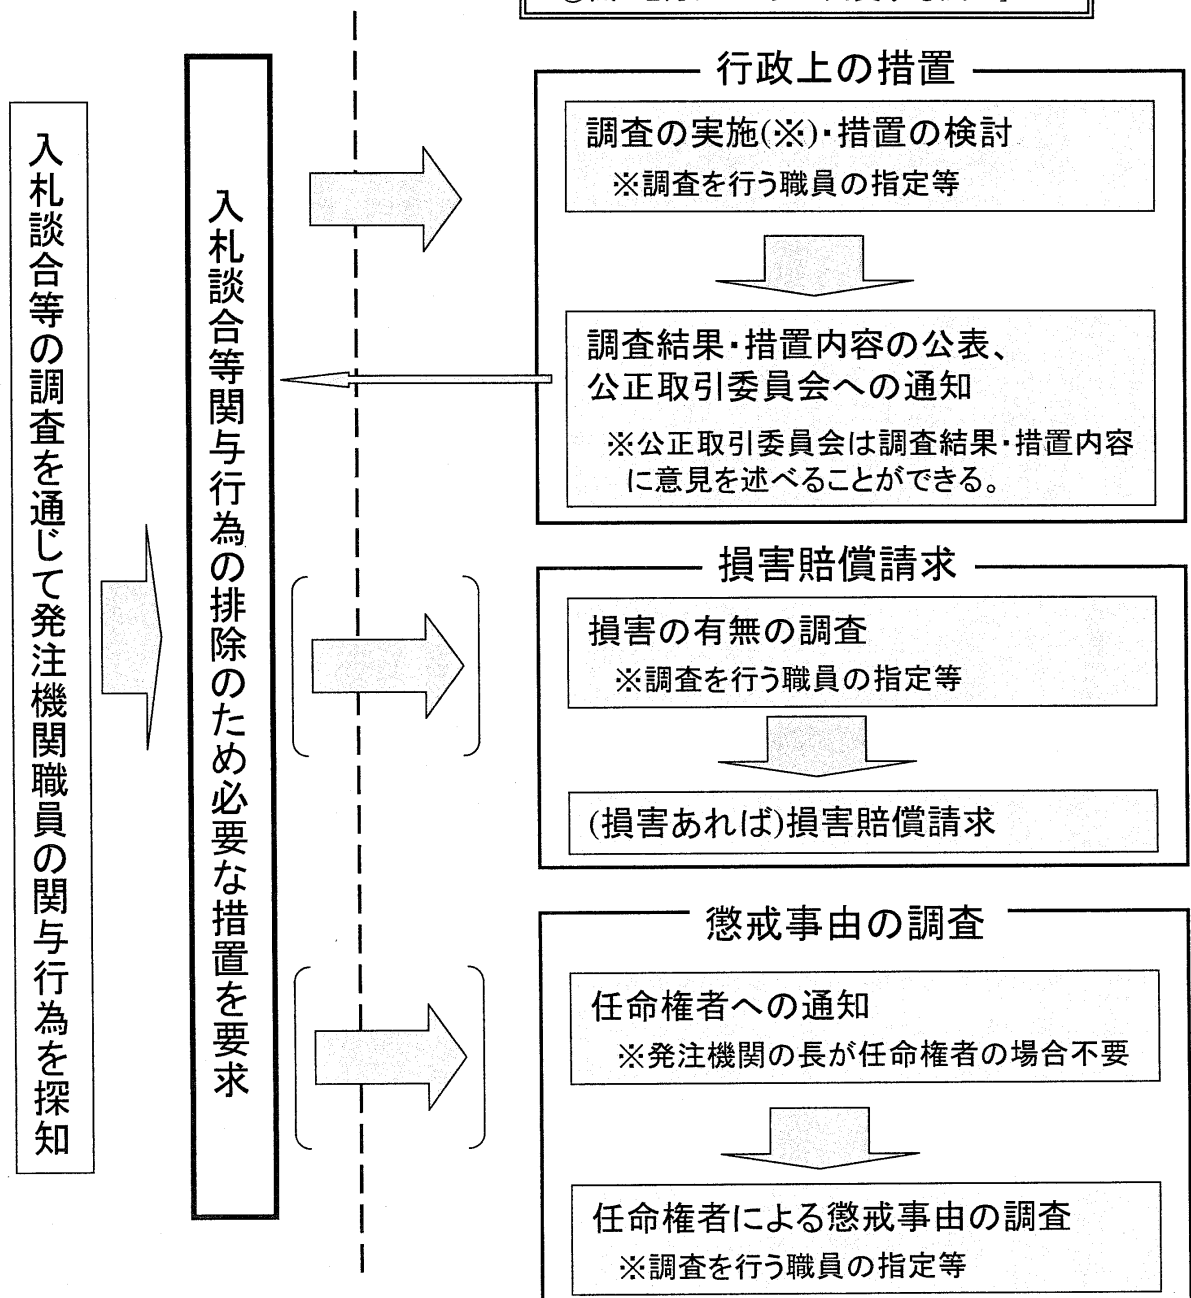 入札談合等の調査を通じて発注機関職員の関与行為を探知
入札談合等関与行為の排除のため必要な措置を要求
行政上の措置
調査の実施(※)・措置の検討
※調査を行う職員の指定等
調査結果・措置内容の公表、
公正取引委員会への通知
※公正取引委員会は調査結果・措置内容
に意見を述べることができる。
損害賠償請求
損害の有無の調査
※調査を行う職員の指定等
(損害あれば)損害賠償請求
懲戒事由の調査
任命権者への通知
※発注機関の長が任命権者の場合不要
任命権者による懲戒事由の調査
※調査を行う職員の指定等